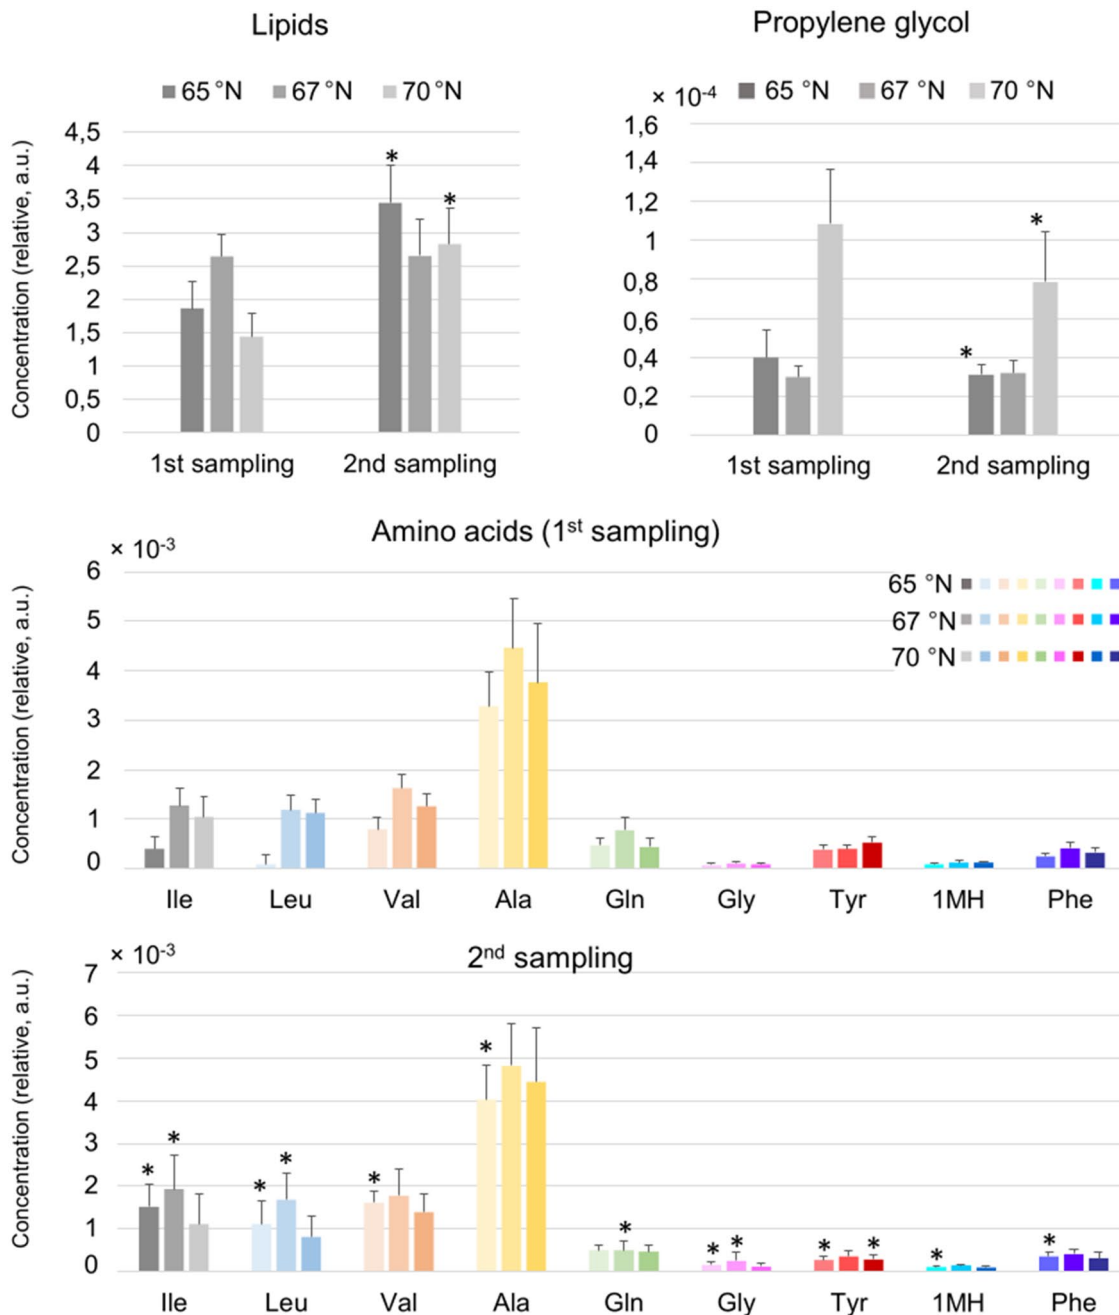 Lipids
65 °N 67 °N 70 °N
Concentration (relative, a.u.)
4,5
4
3,5
3
2,5
2
1,5
1
0,5
0
* *
1st sampling 2nd sampling
Propylene glycol
× 10-4 65 °N 67 °N 70 °N
1,6
1,4
1,2
1
0,8
0,6
0,4
0,2
0
* *
1st sampling 2nd sampling
Amino acids (1st sampling)
× 10-3
Concentration (relative, a.u.)
6
5
4
3
2
1
0
65 °N
67 °N
70 °N
Ile Leu Val Ala Gln Gly Tyr 1MH Phe
2nd sampling
× 10-3
Concentration (relative, a.u.)
7
6
5
4
3
2
1
0
* * * * * * * * * * * * *
Ile Leu Val Ala Gln Gly Tyr 1MH Phe